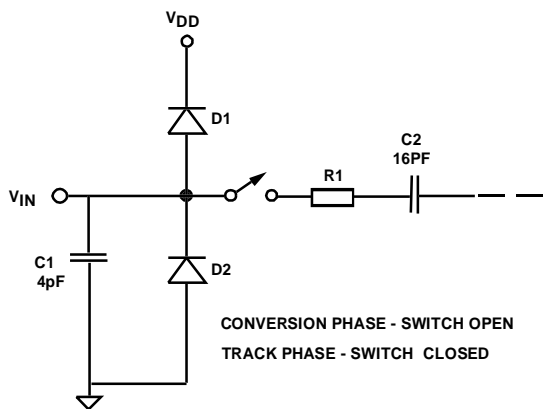 VDD
D1
C2
16PF
R1
VIN
C1
4pF
D2
CONVERSION PHASE - SWITCH OPEN
TRACK PHASE - SWITCH CLOSED